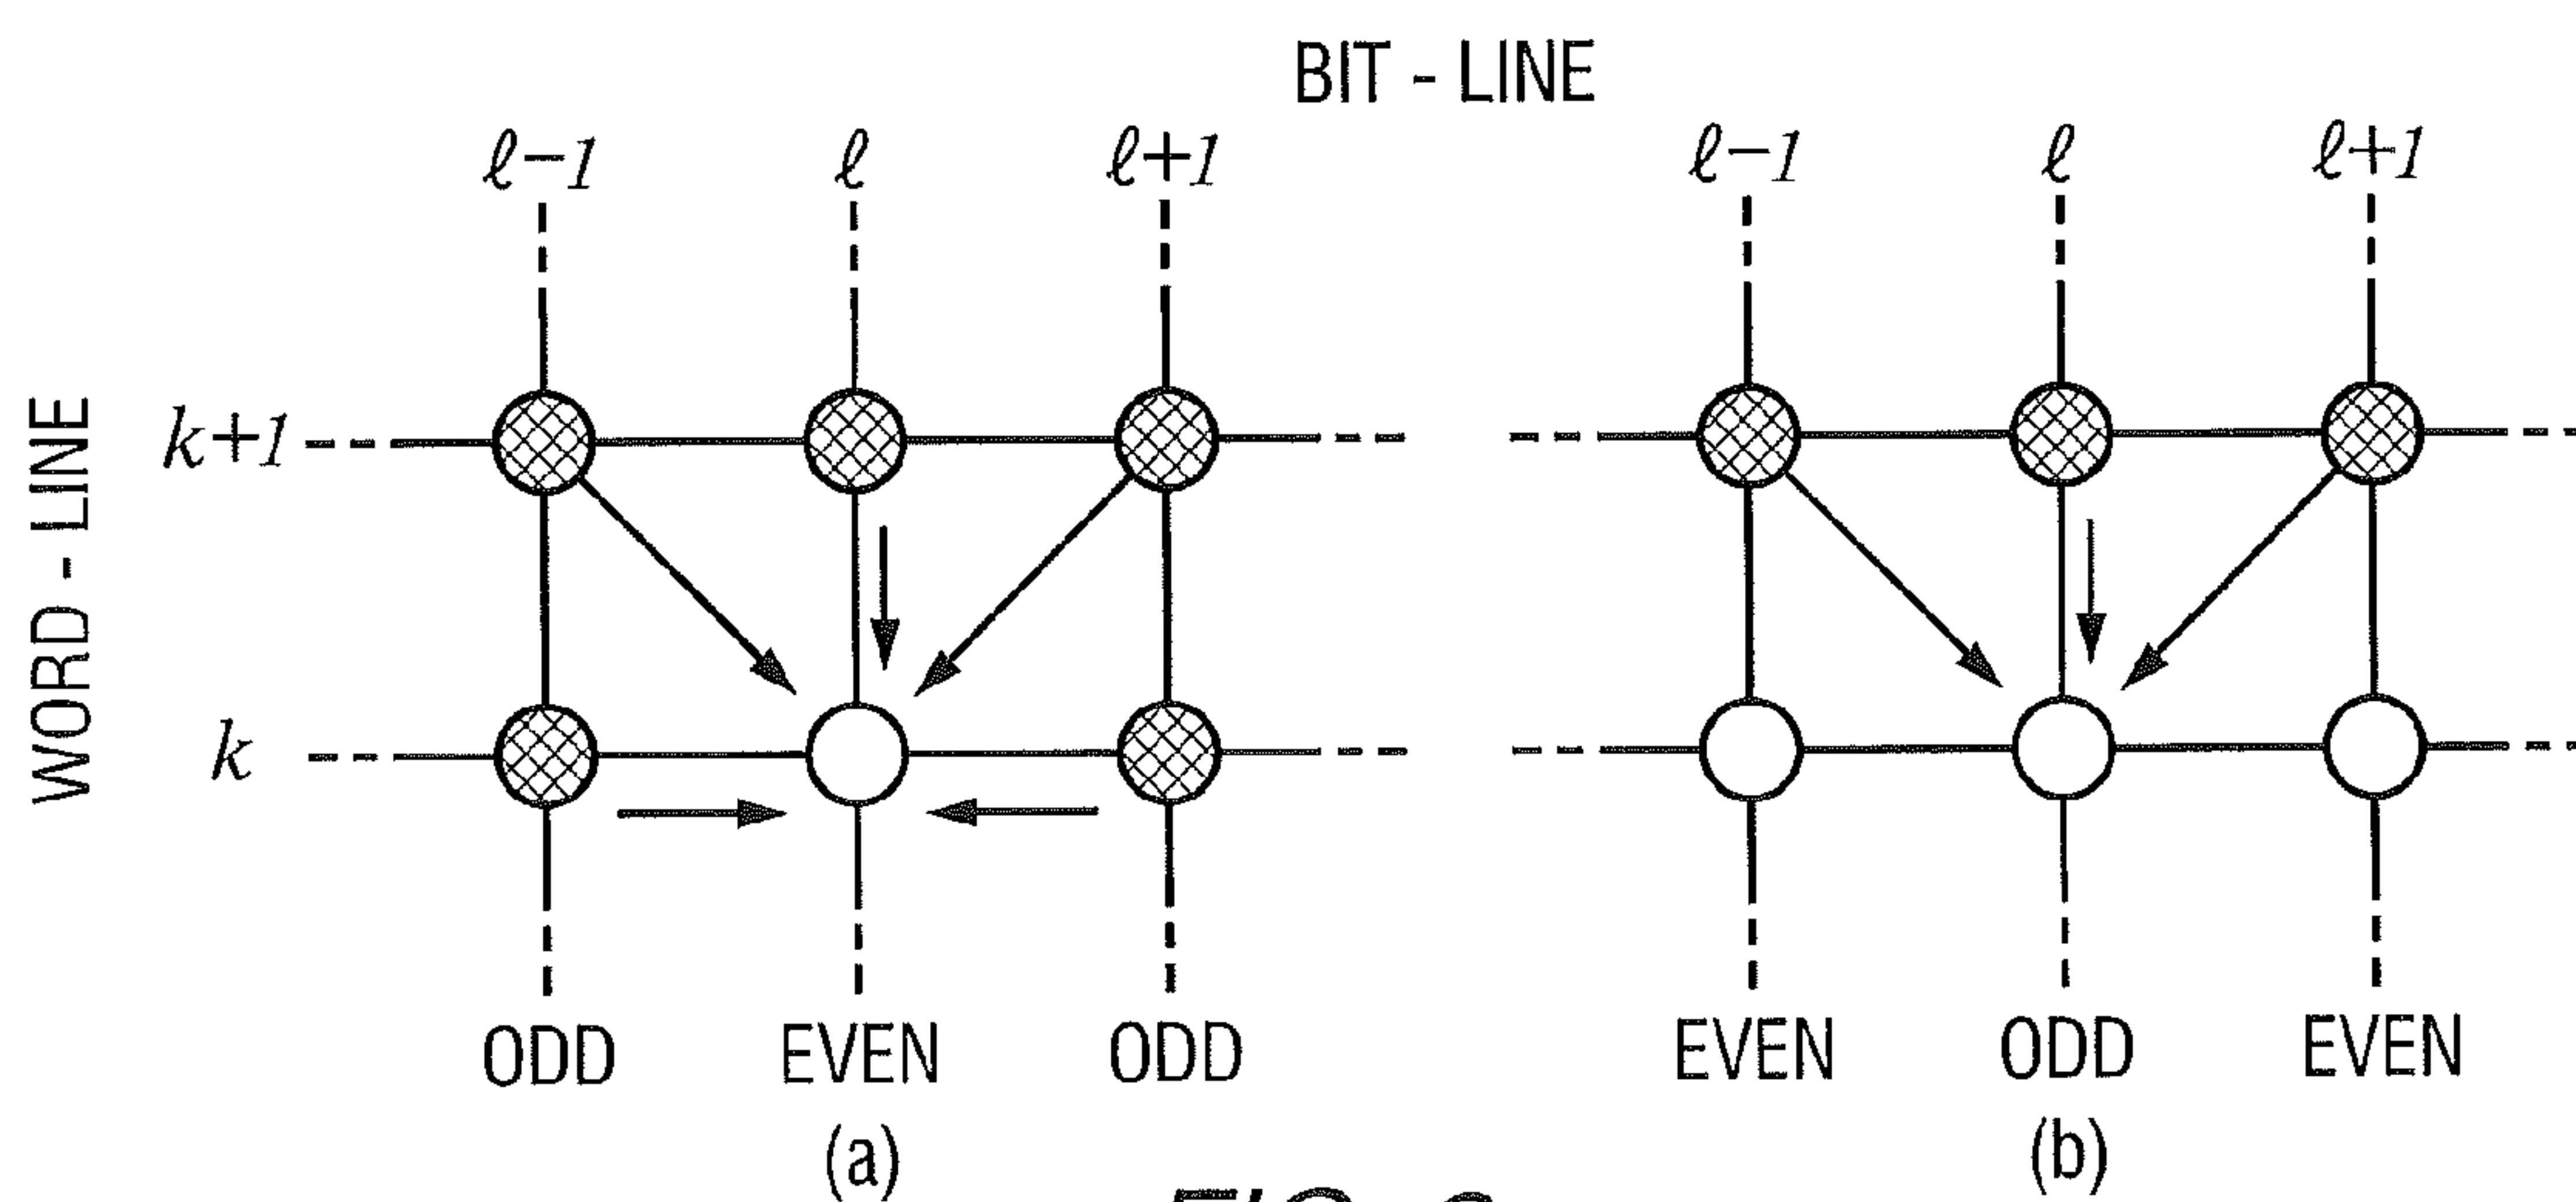 BIT - LINE
ℓ-1 ℓ ℓ+1 ℓ-1 ℓ ℓ+1
WORD - LINE
k+1
k
ODD EVEN ODD EVEN ODD EVEN
(a) (b)